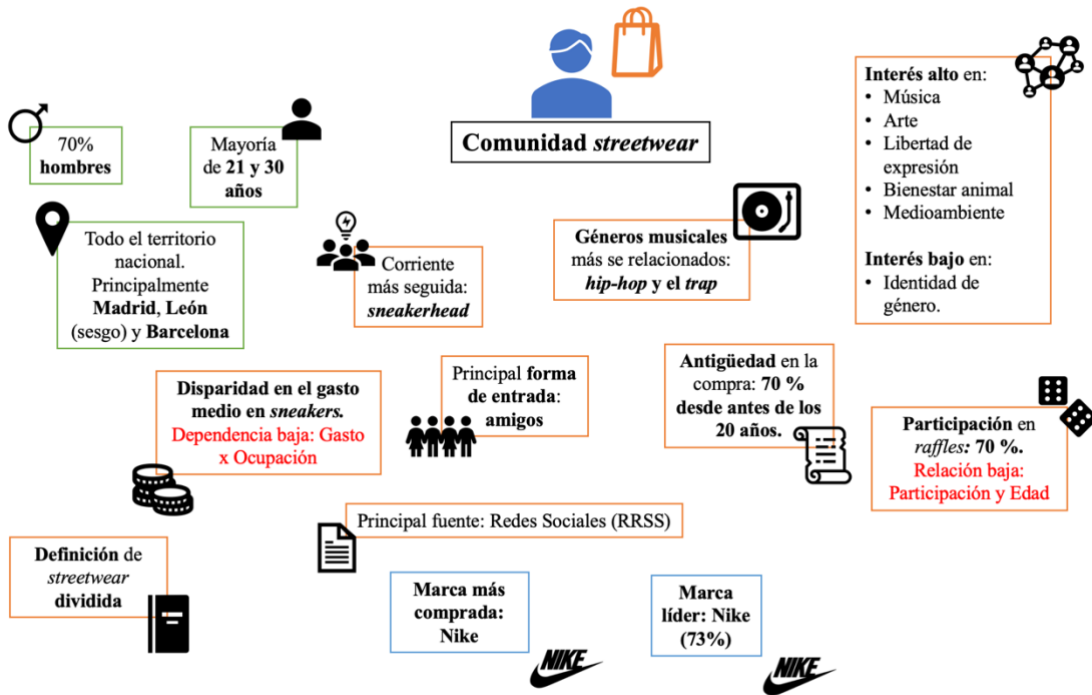 Comunidad streetwear
70%
hombres
Mayoría
de 21 y 30
años
Interés alto en:
• Música
• Arte
• Libertad de
expresión
• Bienestar animal
• Medioambiente
Interés bajo en:
• Identidad de
género.
Todo el territorio
nacional.
Principalmente
Madrid, León
(sesgo) y Barcelona
Corriente
más seguida:
sneakerhead
Géneros musicales
más se relacionados:
hip-hop y el trap
Disparidad en el gasto
medio en sneakers.
Dependencia baja: Gasto
x Ocupación
Principal forma
de entrada:
amigos
Antigüedad en la
compra: 70 %
desde antes de los
20 años.
Participación en
raffles: 70 %.
Relación baja:
Participación y Edad
Principal fuente: Redes Sociales (RRSS)
Definición de
streetwear
dividida
Marca más
comprada:
Nike
NIKE
Marca
líder: Nike
(73%)
NIKE